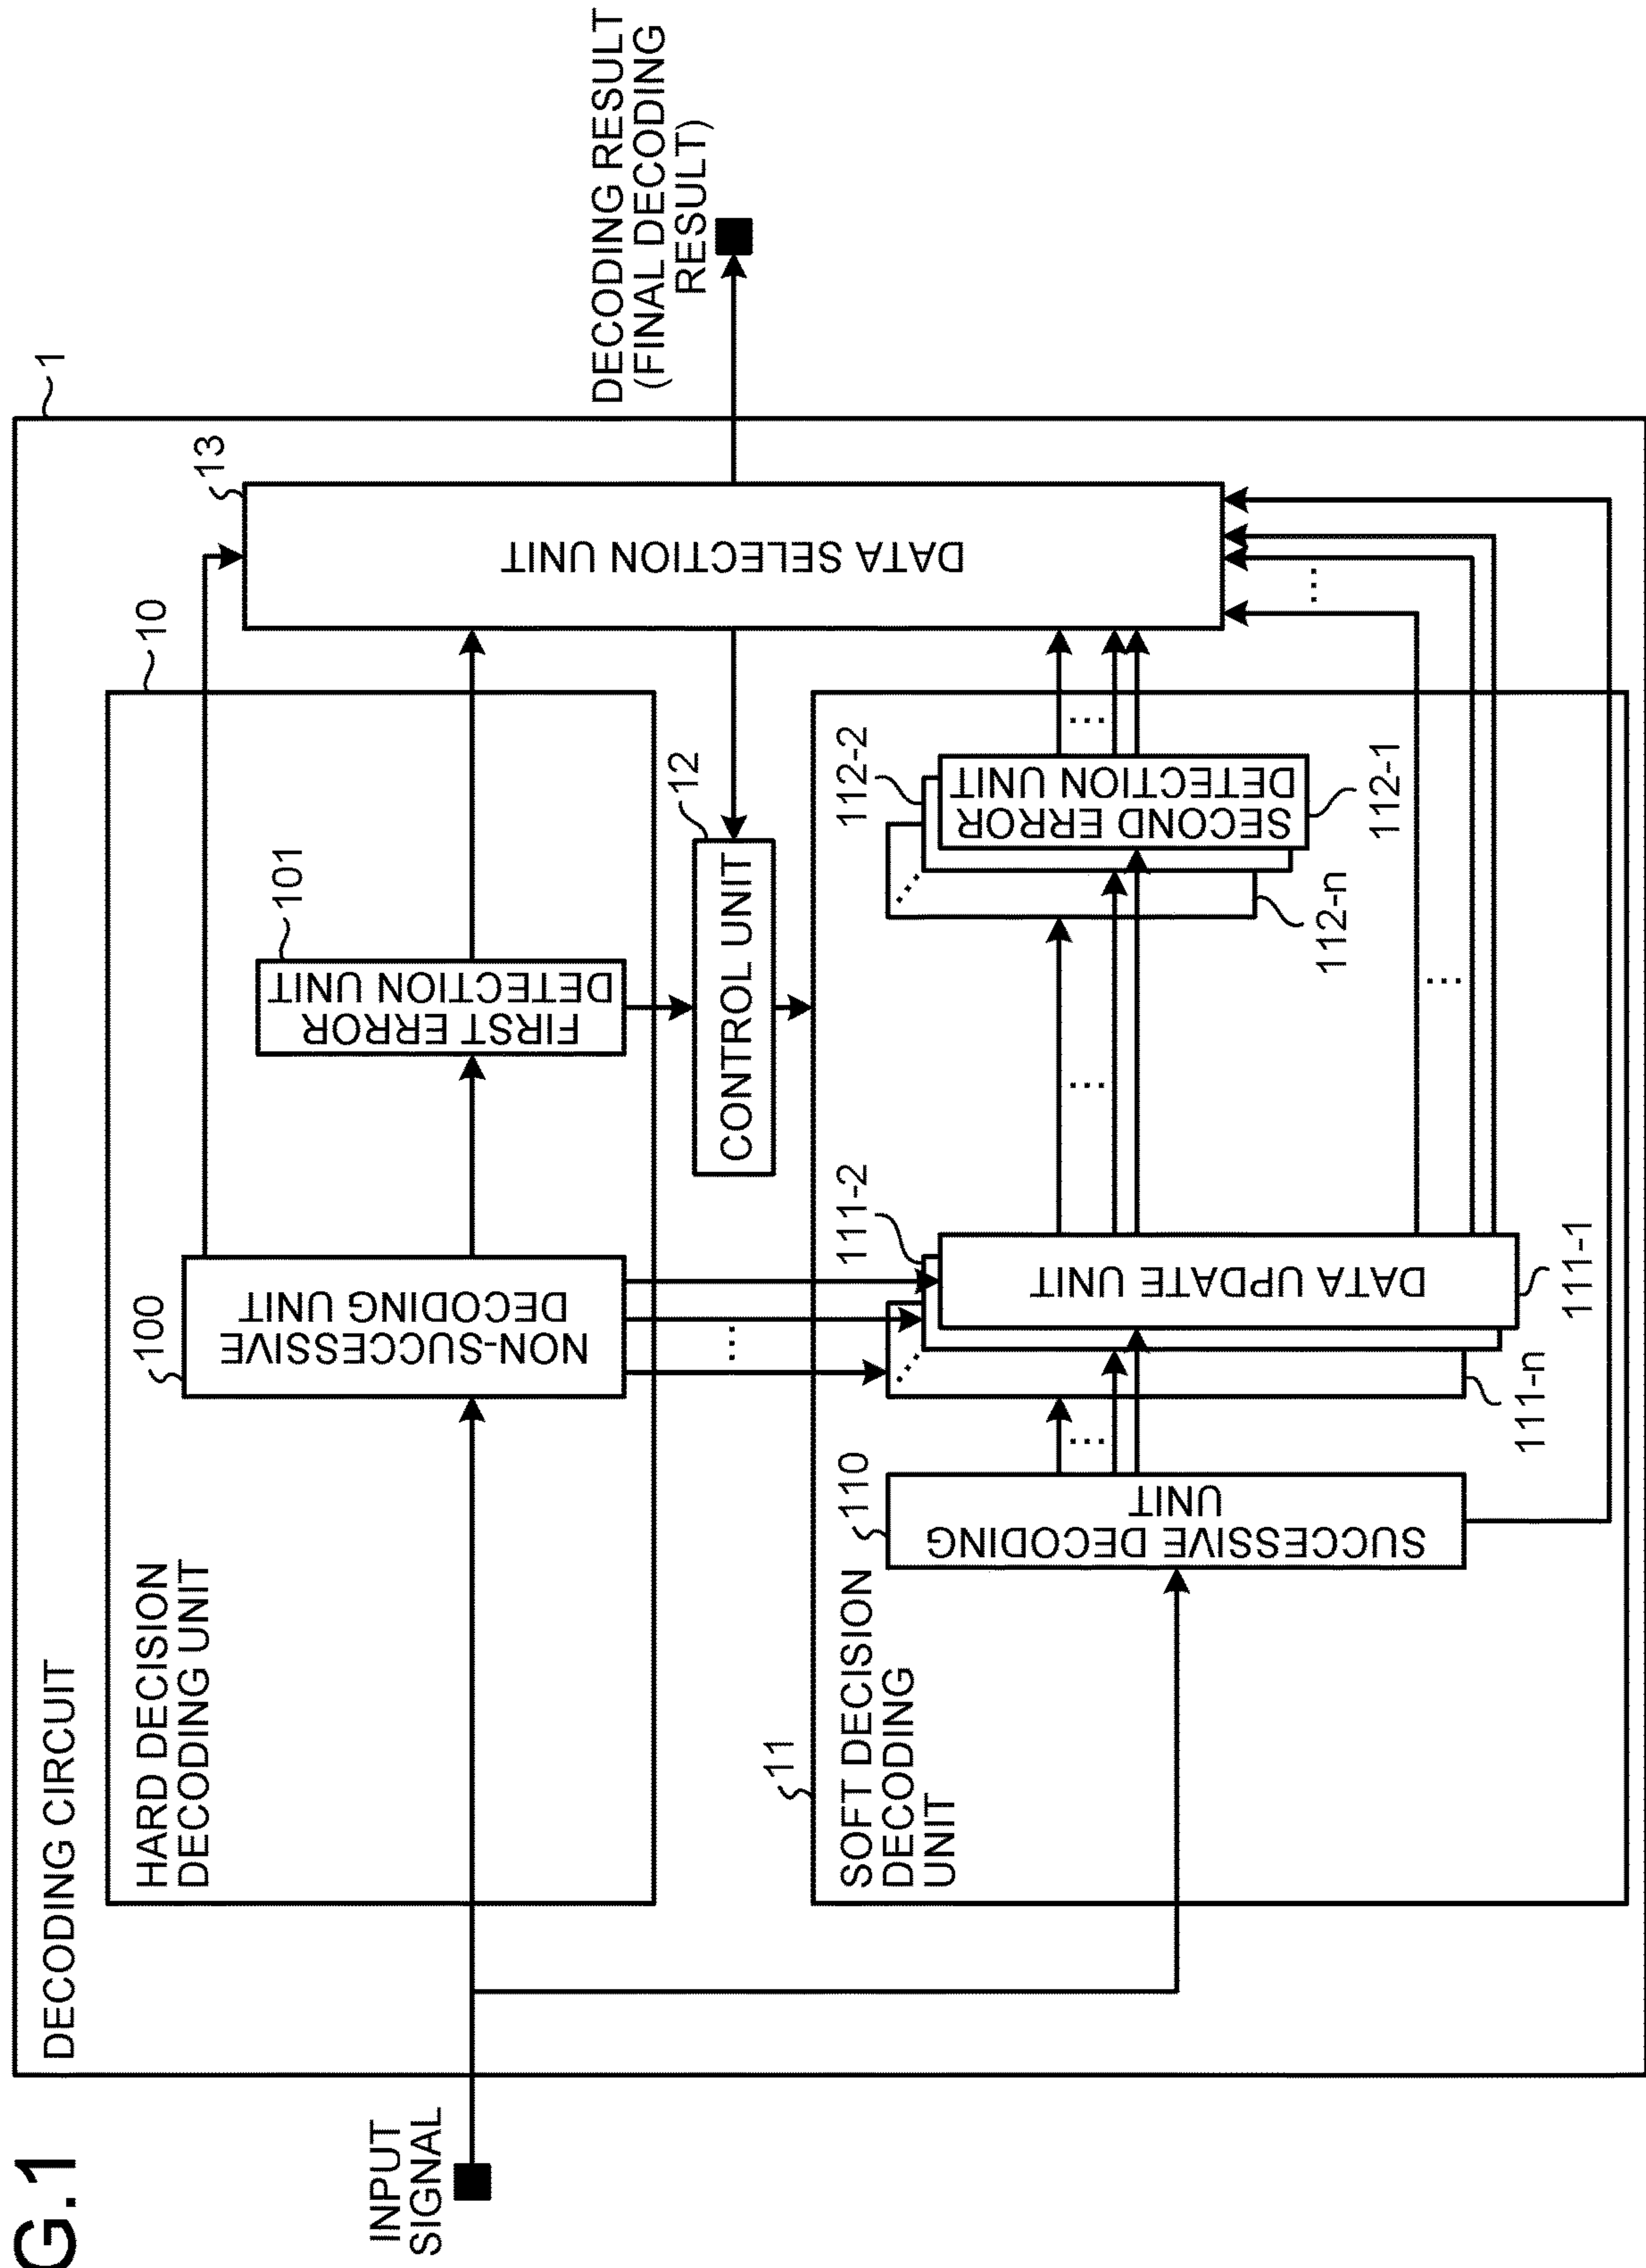 G.1
DECODING CIRCUIT
1
HARD DECISION
DECODING UNIT
10
100
NON-SUCCESSIVE
DECODING UNIT
101
FIRST ERROR
DETECTION UNIT
13
DATA SELECTION UNIT
INPUT
SIGNAL
12
CONTROL UNIT
DECODING RESULT
(FINAL DECODING
RESULT)
11
SOFT DECISION
DECODING
UNIT
110
SUCCESSIVE DECODING
UNIT
111-2
DATA UPDATE UNIT
111-n
111-1
112-2
SECOND ERROR
DETECTION UNIT
112-n
112-1